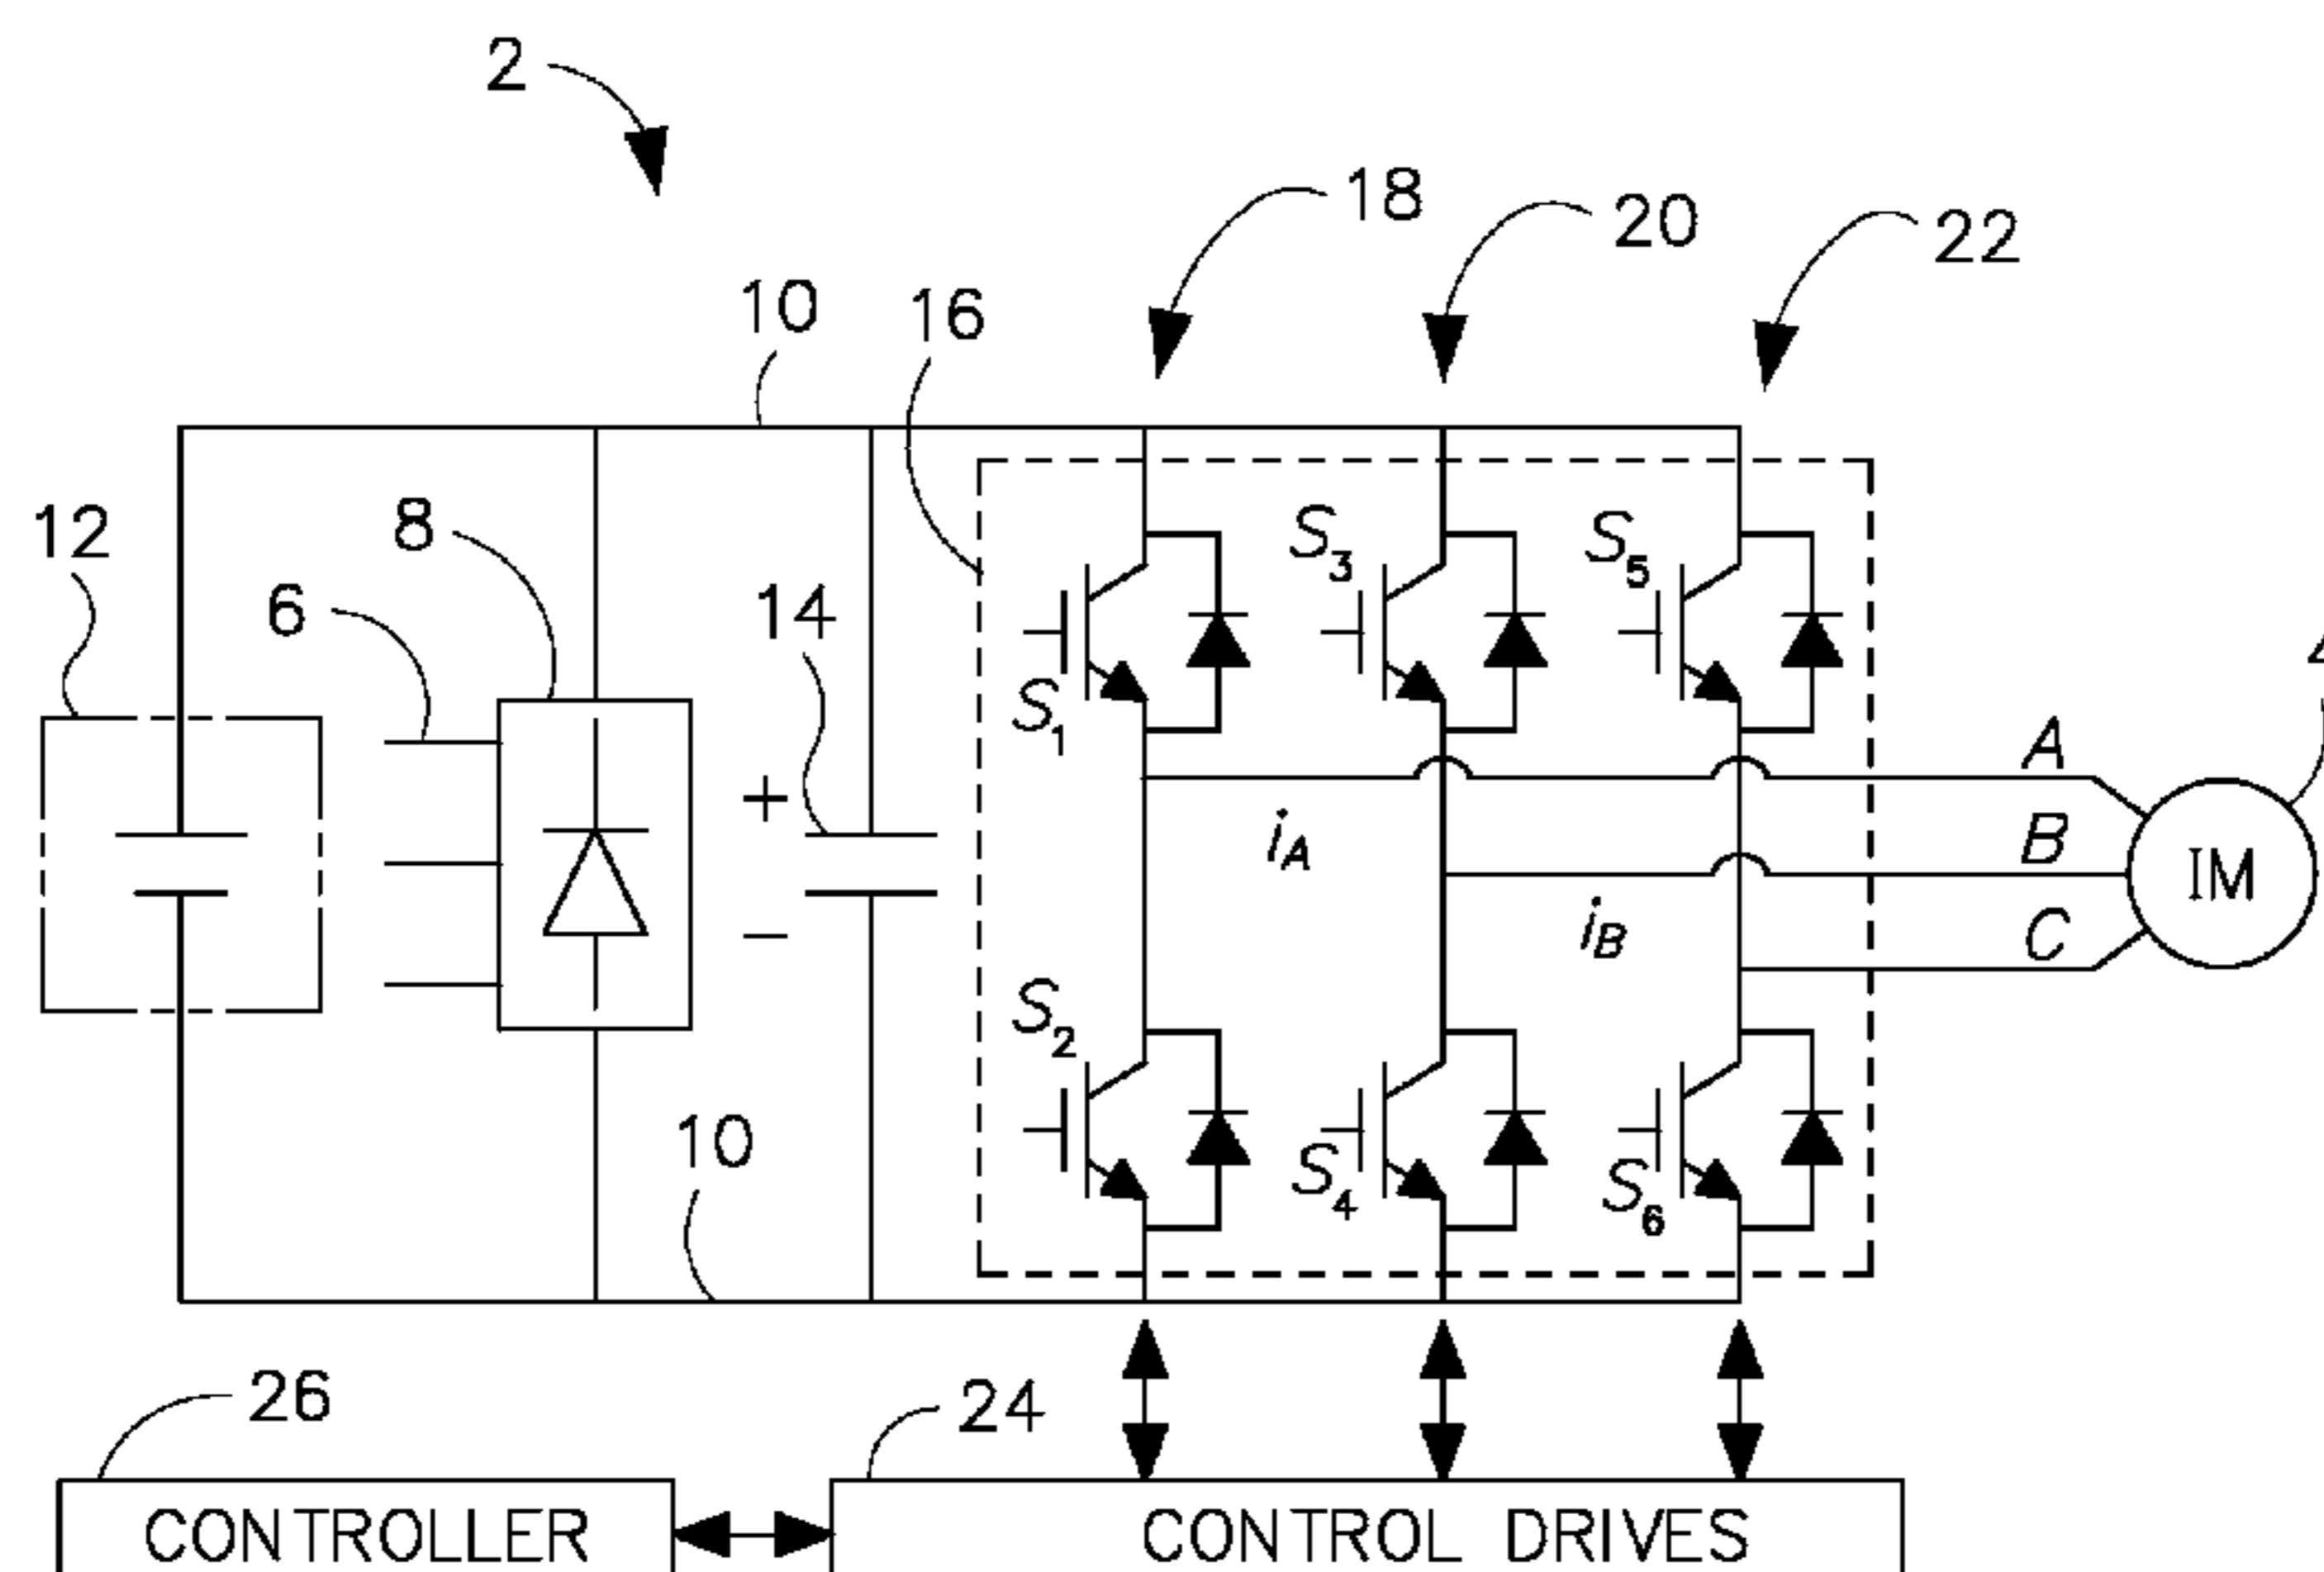 2
18
20
22
10
16
12
8
6
14
S3
S5
S1
A
iA
B
IM
+
iB
C
−
S2
10
S4
S6
26
24
CONTROLLER
CONTROL DRIVES